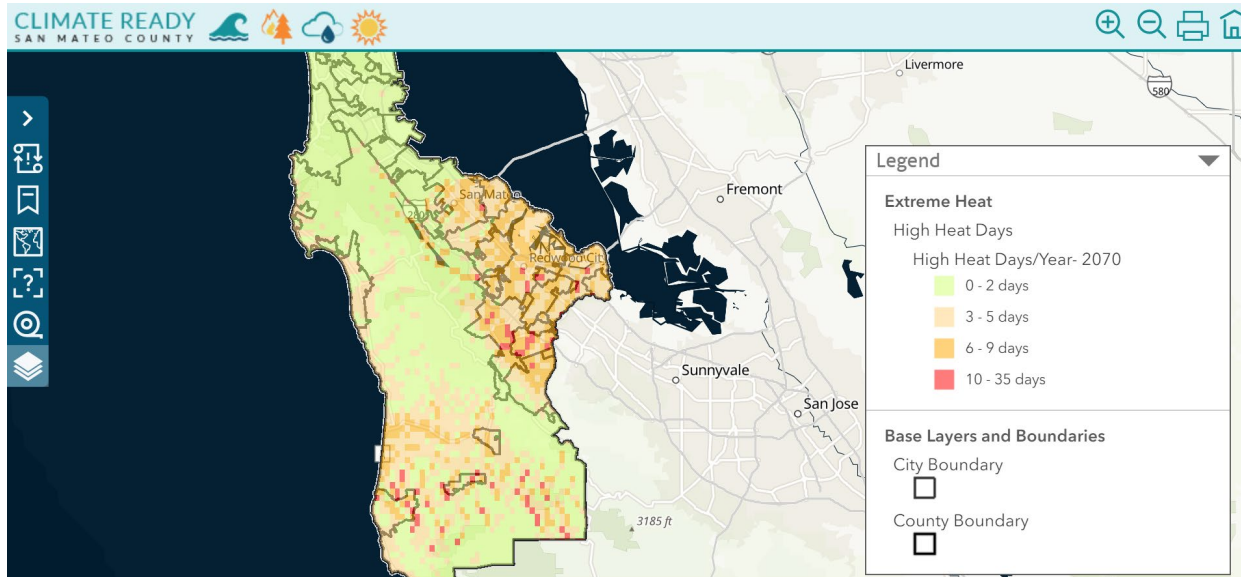 CLIMATE READY
SAN MATEO COUNTY
Livermore
580
Fremont
San Mateo
Redwood City
Sunnyvale
San Jose
3185 ft
Legend
Extreme Heat
High Heat Days
High Heat Days/Year- 2070
0 - 2 days
3 - 5 days
6 - 9 days
10 - 35 days
Base Layers and Boundaries
City Boundary
County Boundary